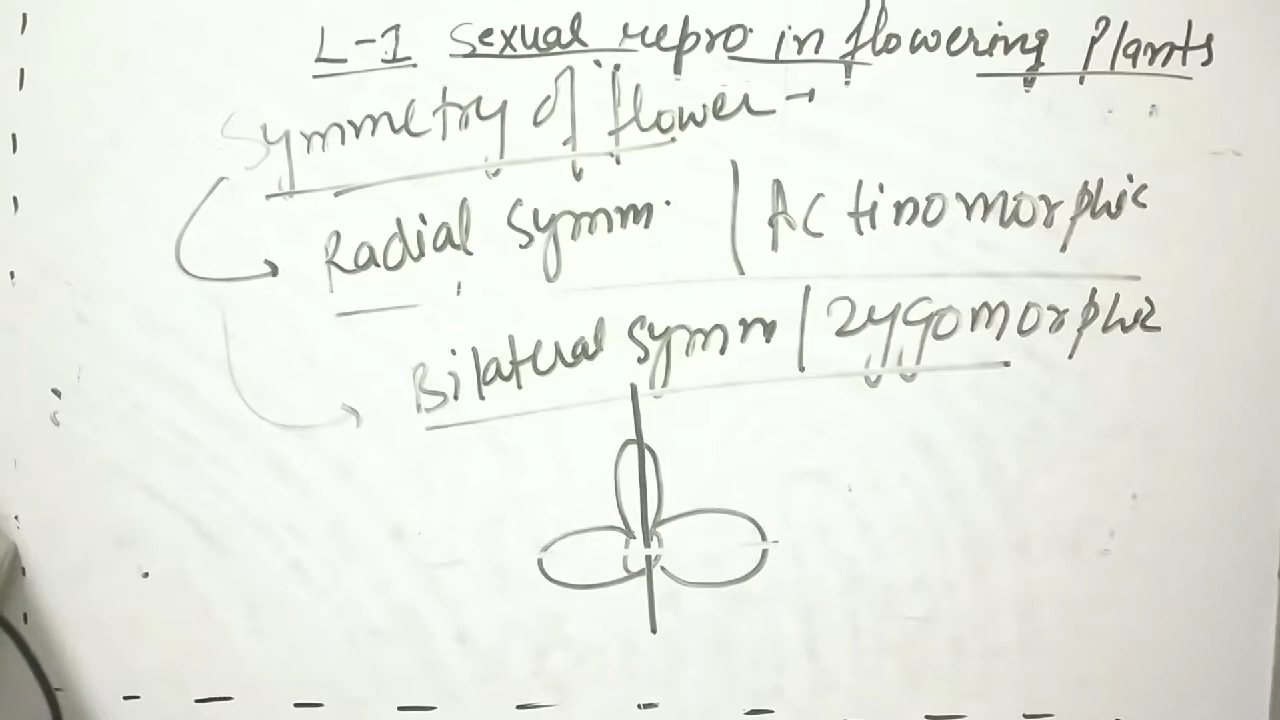 L-1 sexual repro. in flowering Plants
Symmetry of flower →
Radial symm. | Actinomorphic
Bilateral symm | Zygomorphic